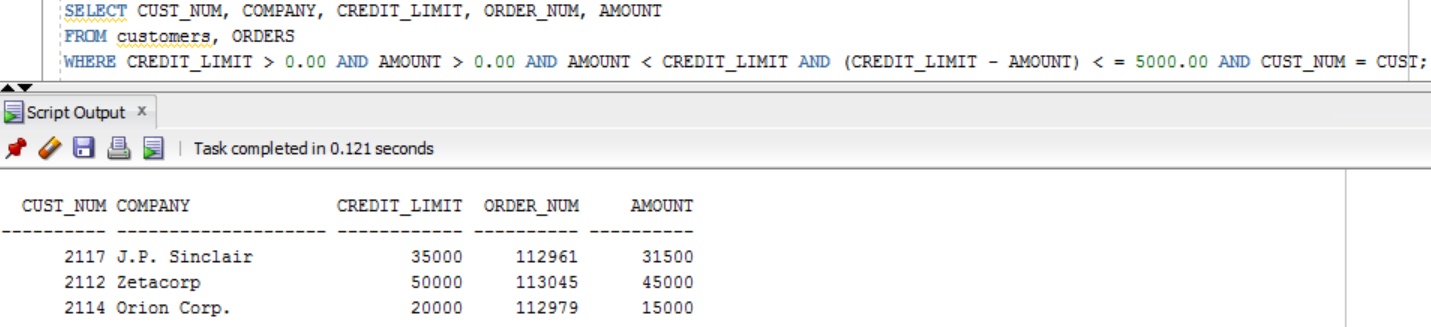 SELECT CUST_NUM, COMPANY, CREDIT_LIMIT, ORDER_NUM, AMOUNT
FROM customers, ORDERS
WHERE CREDIT_LIMIT > 0.00 AND AMOUNT > 0.00 AND AMOUNT < CREDIT_LIMIT AND (CREDIT_LIMIT - AMOUNT) < = 5000.00 AND CUST_NUM = CUST;
Script Output x
Task completed in 0.121 seconds
CUST_NUM COMPANY CREDIT_LIMIT ORDER_NUM AMOUNT
---------- -------------------- ------------ ---------- ----------
2117 J.P. Sinclair 35000 112961 31500
2112 Zetacorp 50000 113045 45000
2114 Orion Corp. 20000 112979 15000